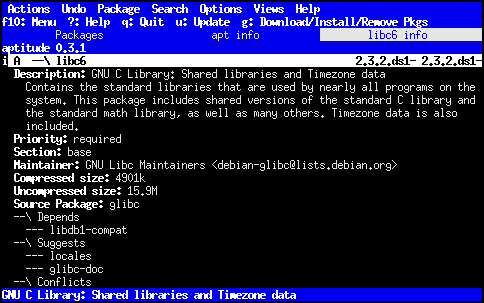 Actions Undo Package Search Options Views Help
f10: Menu ?: Help q: Quit u: Update g: Download/Install/Remove Pkgs
Packages apt info libc6 info
aptitude 0.3.1
i A --\ libc6 2.3.2.ds1- 2.3.2.ds1-
Description: GNU C Library: Shared libraries and Timezone data
Contains the standard libraries that are used by nearly all programs on the
system. This package includes shared versions of the standard C library and
the standard math library, as well as many others. Timezone data is also
included.
Priority: required
Section: base
Maintainer: GNU Libc Maintainers <debian-glibc@lists.debian.org>
Compressed size: 4901k
Uncompressed size: 15.9M
Source Package: glibc
--\ Depends
--- libdb1-compat
--\ Suggests
--- locales
--- glibc-doc
--\ Conflicts
GNU C Library: Shared libraries and Timezone data